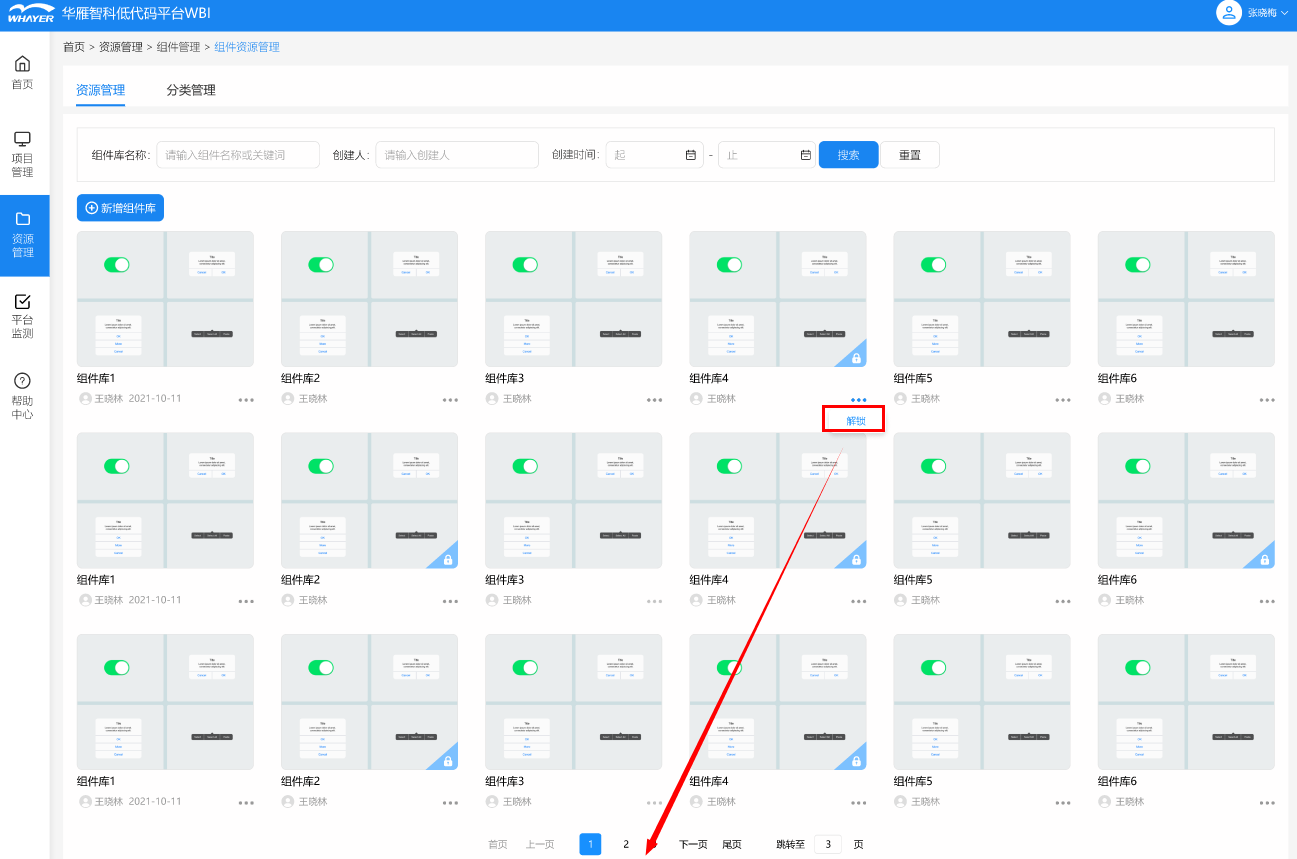 WHAYER 华雁智科低代码平台WBI
张晓梅
首页 > 资源管理 > 组件管理 > 组件资源管理
首页
项目
管理
资源
管理
平台
监测
帮助
中心
资源管理 分类管理
组件库名称: 请输入组件名称或关键词 创建人: 请输入创建人 创建时间: 起 - 止 搜索 重置
新增组件库
组件库1 组件库2 组件库3 组件库4 组件库5 组件库6
王晓林 2021-10-11 王晓林 王晓林 王晓林 王晓林 王晓林
解锁
组件库1 组件库2 组件库3 组件库4 组件库5 组件库6
王晓林 2021-10-11 王晓林 王晓林 王晓林 王晓林 王晓林
组件库1 组件库2 组件库3 组件库4 组件库5 组件库6
王晓林 2021-10-11 王晓林 王晓林 王晓林 王晓林 王晓林
首页 上一页 1 2 下一页 尾页 跳转至 3 页